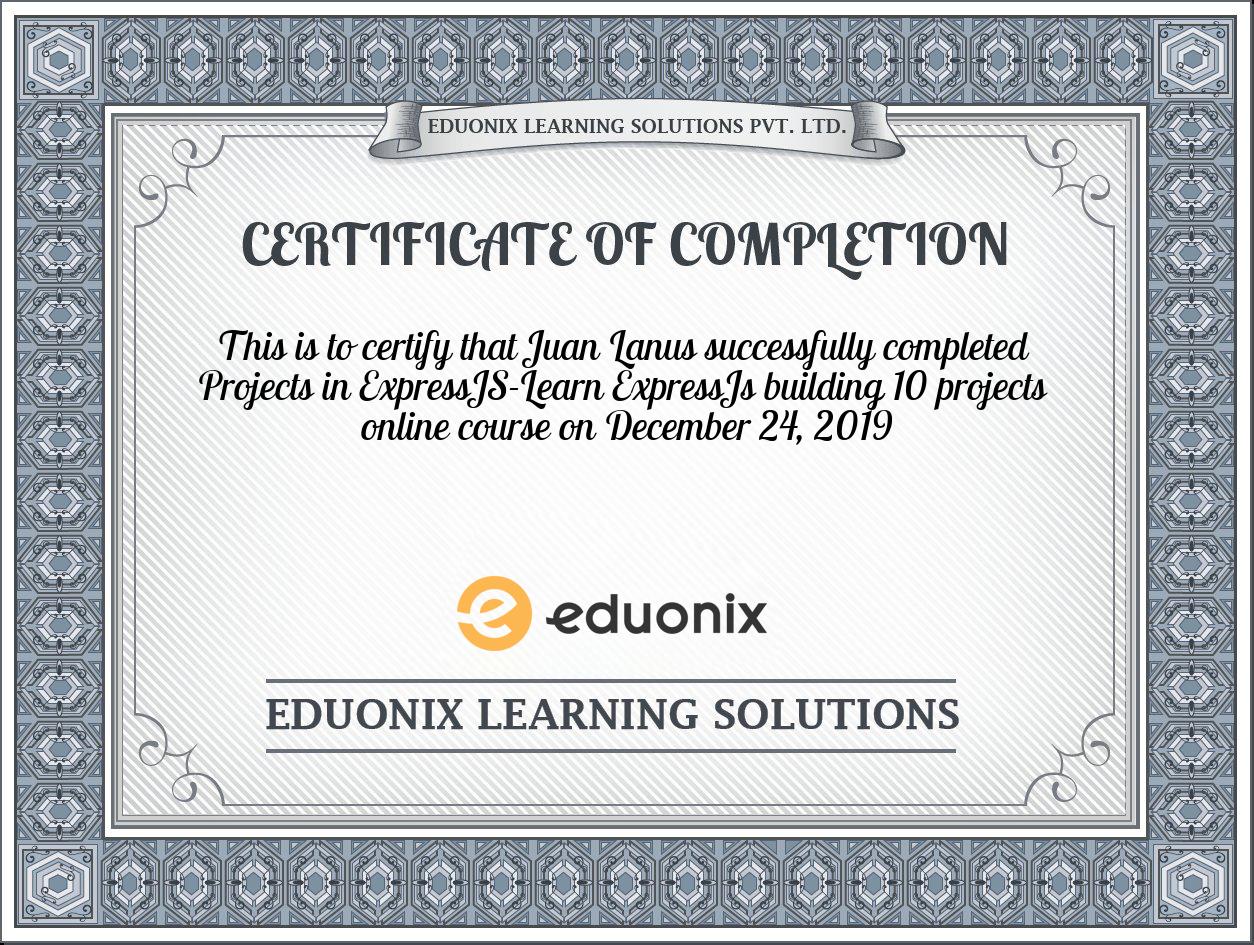 EDUONIX LEARNING SOLUTIONS PVT. LTD.
CERTIFICATE OF COMPLETION
This is to certify that Juan Lanus successfully completed
Projects in ExpressJS-Learn ExpressJs building 10 projects
online course on December 24, 2019
e eduonix
EDUONIX LEARNING SOLUTIONS